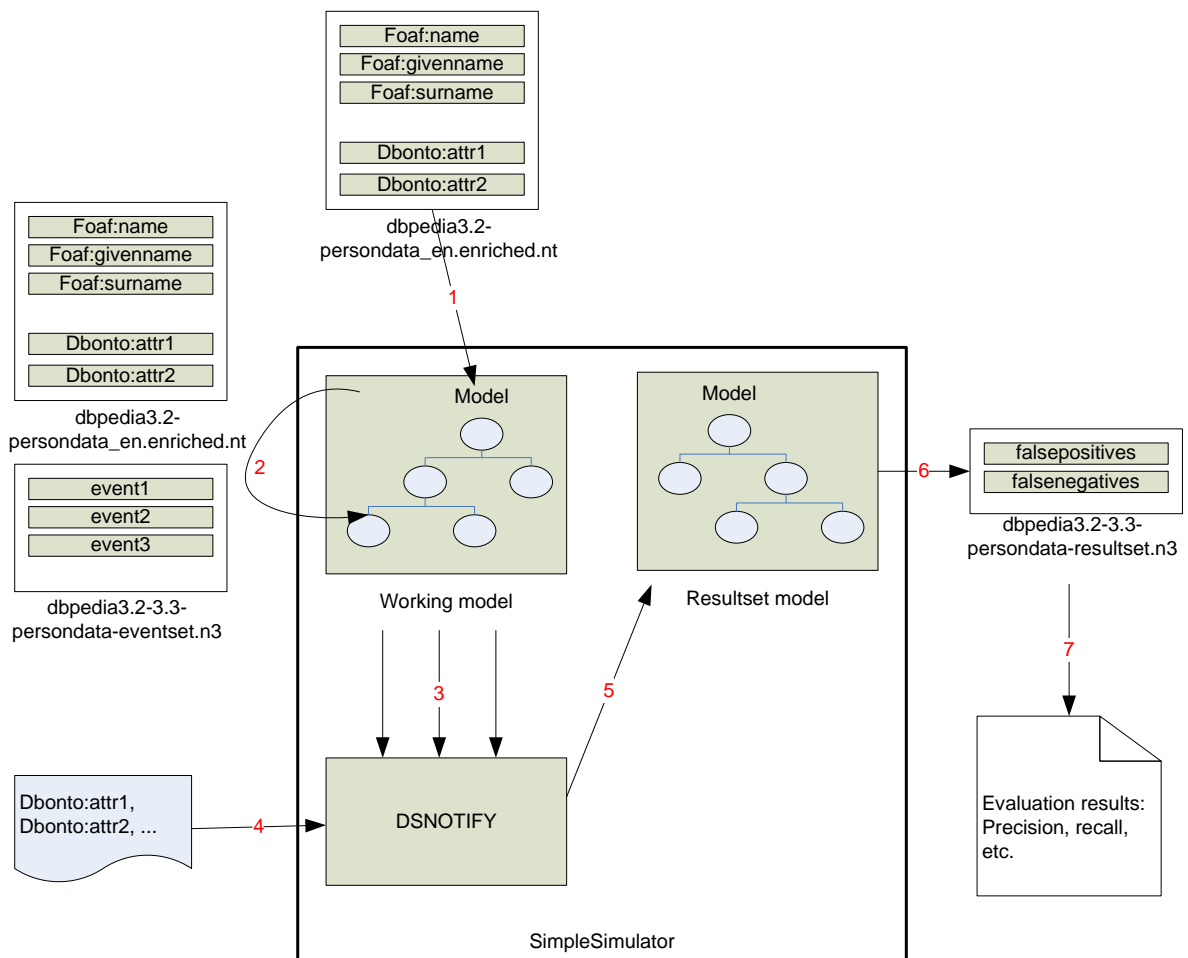 Foaf:name
Foaf:givenname
Foaf:surname
Dbonto:attr1
Dbonto:attr2
dbpedia3.2-
persondata_en.enriched.nt
Foaf:name
Foaf:givenname
Foaf:surname
Dbonto:attr1
Dbonto:attr2
dbpedia3.2-
persondata_en.enriched.nt
event1
event2
event3
dbpedia3.2-3.3-
persondata-eventset.n3
1
Model
2
Working model
Model
Resultset model
3
4
5
6
falsepositives
falsenegatives
dbpedia3.2-3.3-
persondata-resultset.n3
7
Dbonto:attr1,
Dbonto:attr2, ...
DSNOTIFY
Evaluation results:
Precision, recall,
etc.
SimpleSimulator